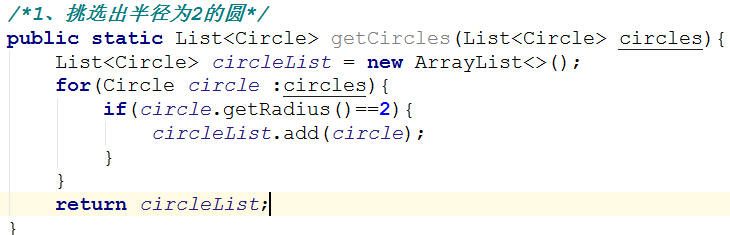 /*1、挑选出半径为2的圆*/
public static List<Circle> getCircles(List<Circle> circles){
    List<Circle> circleList = new ArrayList<>();
    for(Circle circle :circles){
        if(circle.getRadius()==2){
            circleList.add(circle);
        }
    }
    return circleList;
}